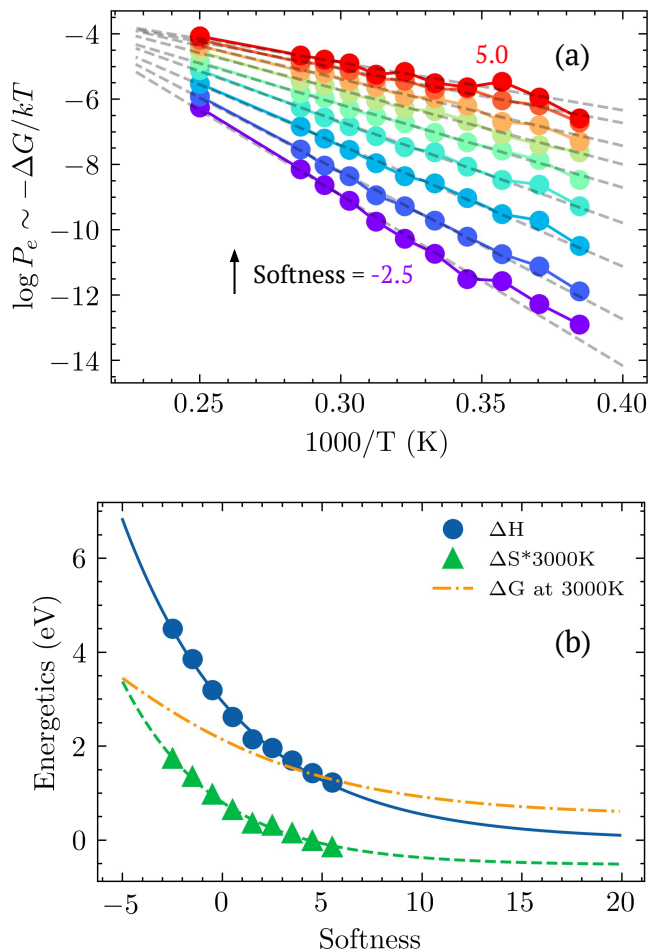 −4
−6
−8
−10
−12
−14
log P_e ∼ −ΔG/kT
5.0
(a)
Softness = -2.5
0.25
0.30
0.35
0.40
1000/T (K)
6
4
2
0
Energetics (eV)
ΔH
ΔS*3000K
ΔG at 3000K
(b)
−5
0
5
10
15
20
Softness